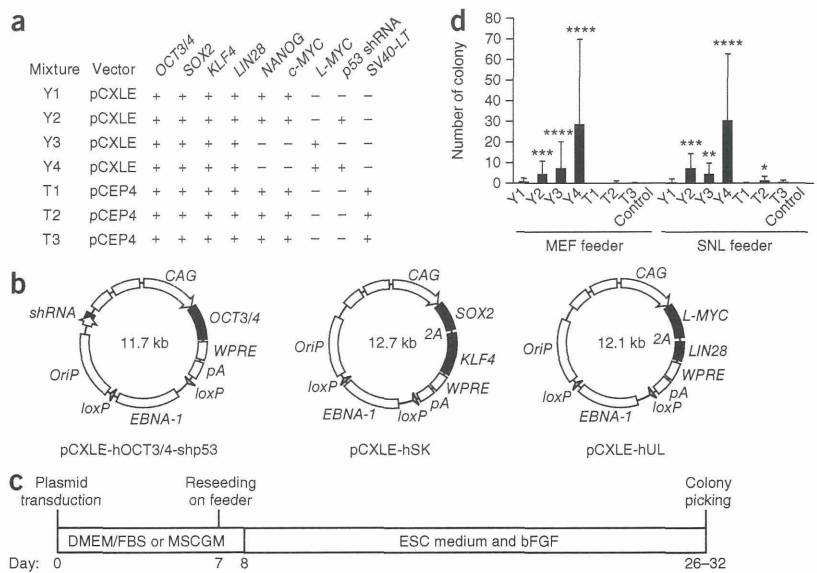 a
OCT3/4 SOX2 KLF4 LIN28 NANOG c-MYC L-MYC p53 shRNA SV40-LT
Mixture Vector
Y1 pCXLE + + + + + + − − −
Y2 pCXLE + + + + + + − + −
Y3 pCXLE + + + + − − + − −
Y4 pCXLE + + + + − − + + −
T1 pCEP4 + + + + + + − − +
T2 pCEP4 + + + + + + − − +
T3 pCEP4 + + + + + + − − +
d
Number of colony
80
70
60
50
40
30
20
10
0
*** **** **** *** ** **** *
Y1 Y2 Y3 Y4 T1 T2 T3 Control Y1 Y2 Y3 Y4 T1 T2 T3 Control
MEF feeder SNL feeder
b
shRNA CAG OCT3/4 WPRE pA loxP EBNA-1 loxP OriP
11.7 kb
pCXLE-hOCT3/4-shp53
CAG SOX2 2A KLF4 WPRE pA loxP EBNA-1 loxP OriP
12.7 kb
pCXLE-hSK
CAG L-MYC 2A LIN28 WPRE pA loxP EBNA-1 loxP OriP
12.1 kb
pCXLE-hUL
c
Plasmid transduction
Reseeding on feeder
Colony picking
DMEM/FBS or MSCGM ESC medium and bFGF
Day: 0 7 8 26–32